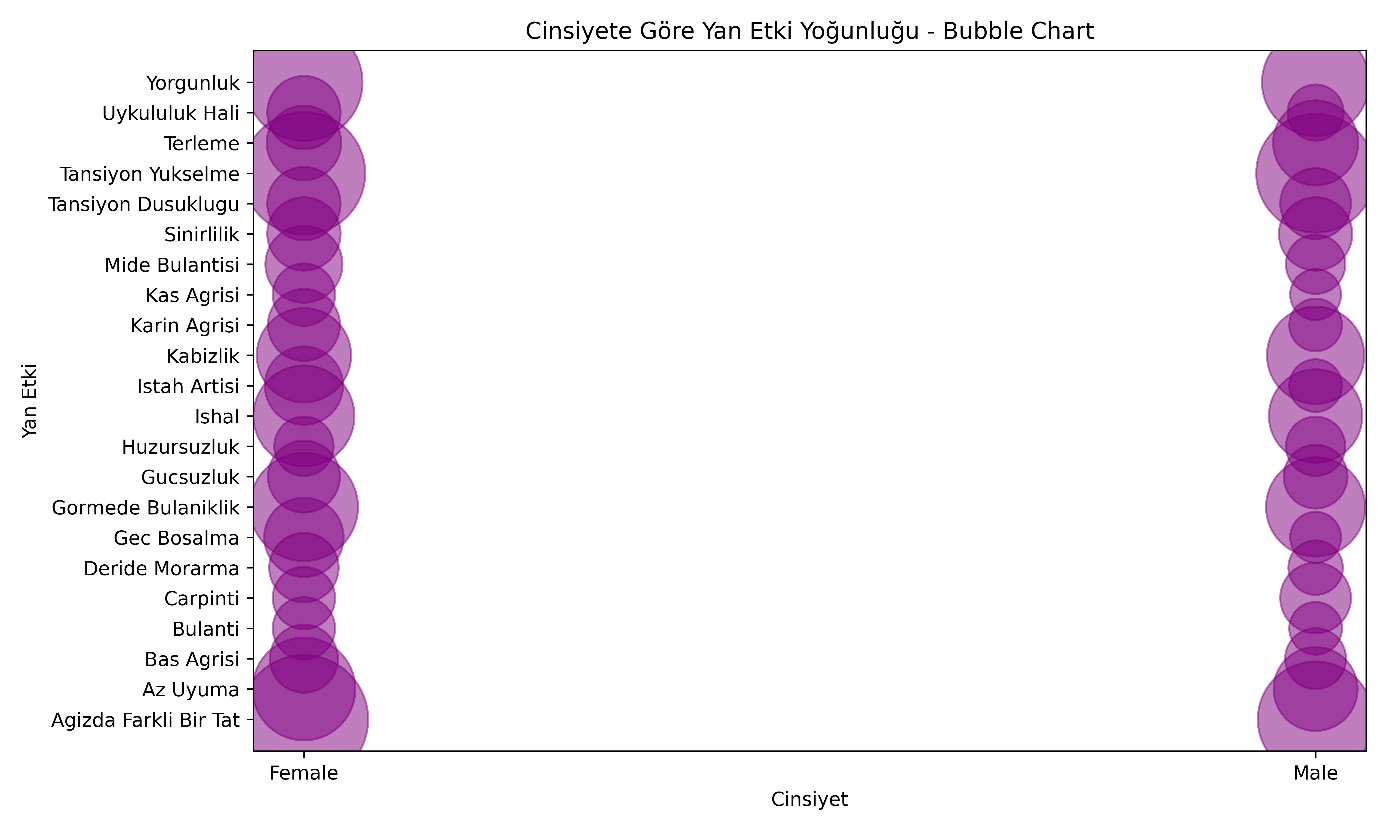 Cinsiyete Göre Yan Etki Yoğunluğu - Bubble Chart
Yan Etki
Yorgunluk
Uykululuk Hali
Terleme
Tansiyon Yukselme
Tansiyon Dusuklugu
Sinirlilik
Mide Bulantisi
Kas Agrisi
Karin Agrisi
Kabizlik
Istah Artisi
Ishal
Huzursuzluk
Gucsuzluk
Gormede Bulaniklik
Gec Bosalma
Deride Morarma
Carpinti
Bulanti
Bas Agrisi
Az Uyuma
Agizda Farkli Bir Tat
Female
Male
Cinsiyet